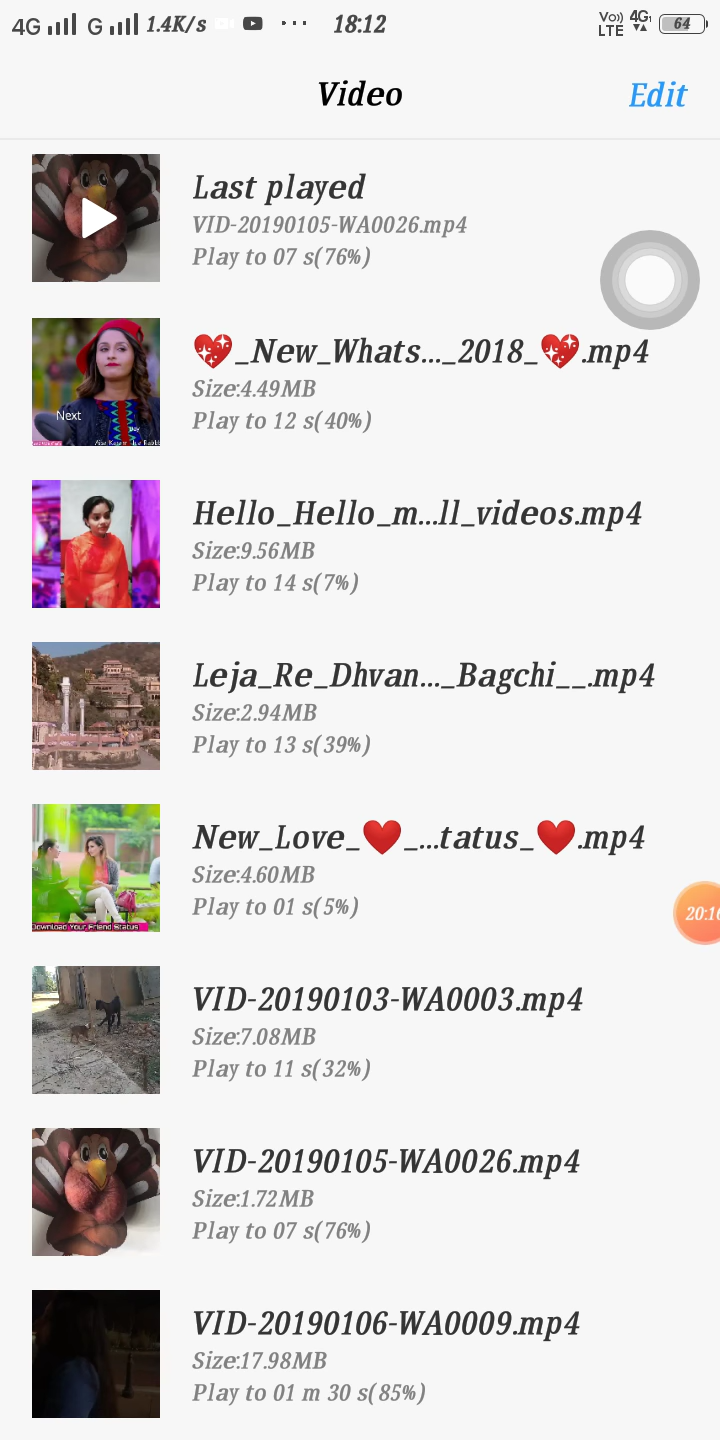 4G G 1.4K/s ... 18:12 Vo)) LTE 4G 64
Video Edit
Last played
VID-20190105-WA0026.mp4
Play to 07 s(76%)
💖_New_Whats..._2018_💖.mp4
Size:4.49MB
Play to 12 s(40%)
Next
Hello_Hello_m...ll_videos.mp4
Size:9.56MB
Play to 14 s(7%)
Leja_Re_Dhvan..._Bagchi__.mp4
Size:2.94MB
Play to 13 s(39%)
New_Love_❤️_...tatus_❤️.mp4
Size:4.60MB
Play to 01 s(5%)
Download Your Friend Status
20:16
VID-20190103-WA0003.mp4
Size:7.08MB
Play to 11 s(32%)
VID-20190105-WA0026.mp4
Size:1.72MB
Play to 07 s(76%)
VID-20190106-WA0009.mp4
Size:17.98MB
Play to 01 m 30 s(85%)